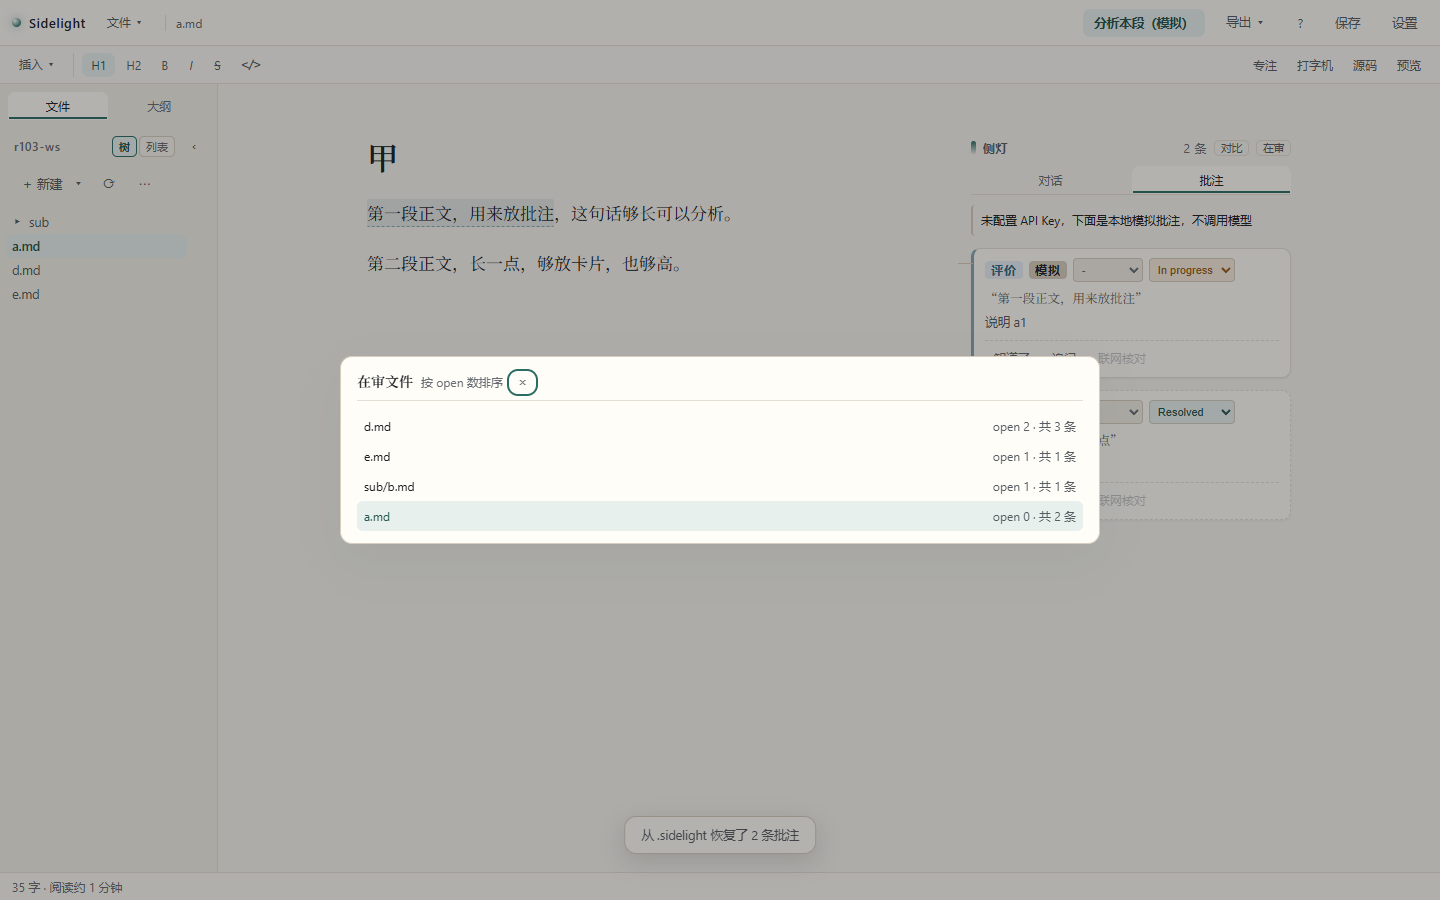 Sidelight 文件 a.md 分析本段（模拟） 导出 ? 保存 设置
插入 H1 H2 B I S </> 专注 打字机 源码 预览
文件 大纲
r103-ws 树 列表
+ 新建 ···
sub
a.md
d.md
e.md
甲
第一段正文，用来放批注，这句话够长可以分析。
第二段正文，长一点，够放卡片，也够高。
侧灯 2 条 对比 在审
对话 批注
未配置 API Key，下面是本地模拟批注，不调用模型
评价 模拟 - In progress
“第一段正文，用来放批注”
说明 a1
联网核对
Resolved
点”
联网核对
在审文件 按 open 数排序 ×
d.md open 2 · 共 3 条
e.md open 1 · 共 1 条
sub/b.md open 1 · 共 1 条
a.md open 0 · 共 2 条
从 .sidelight 恢复了 2 条批注
35 字 · 阅读约 1 分钟